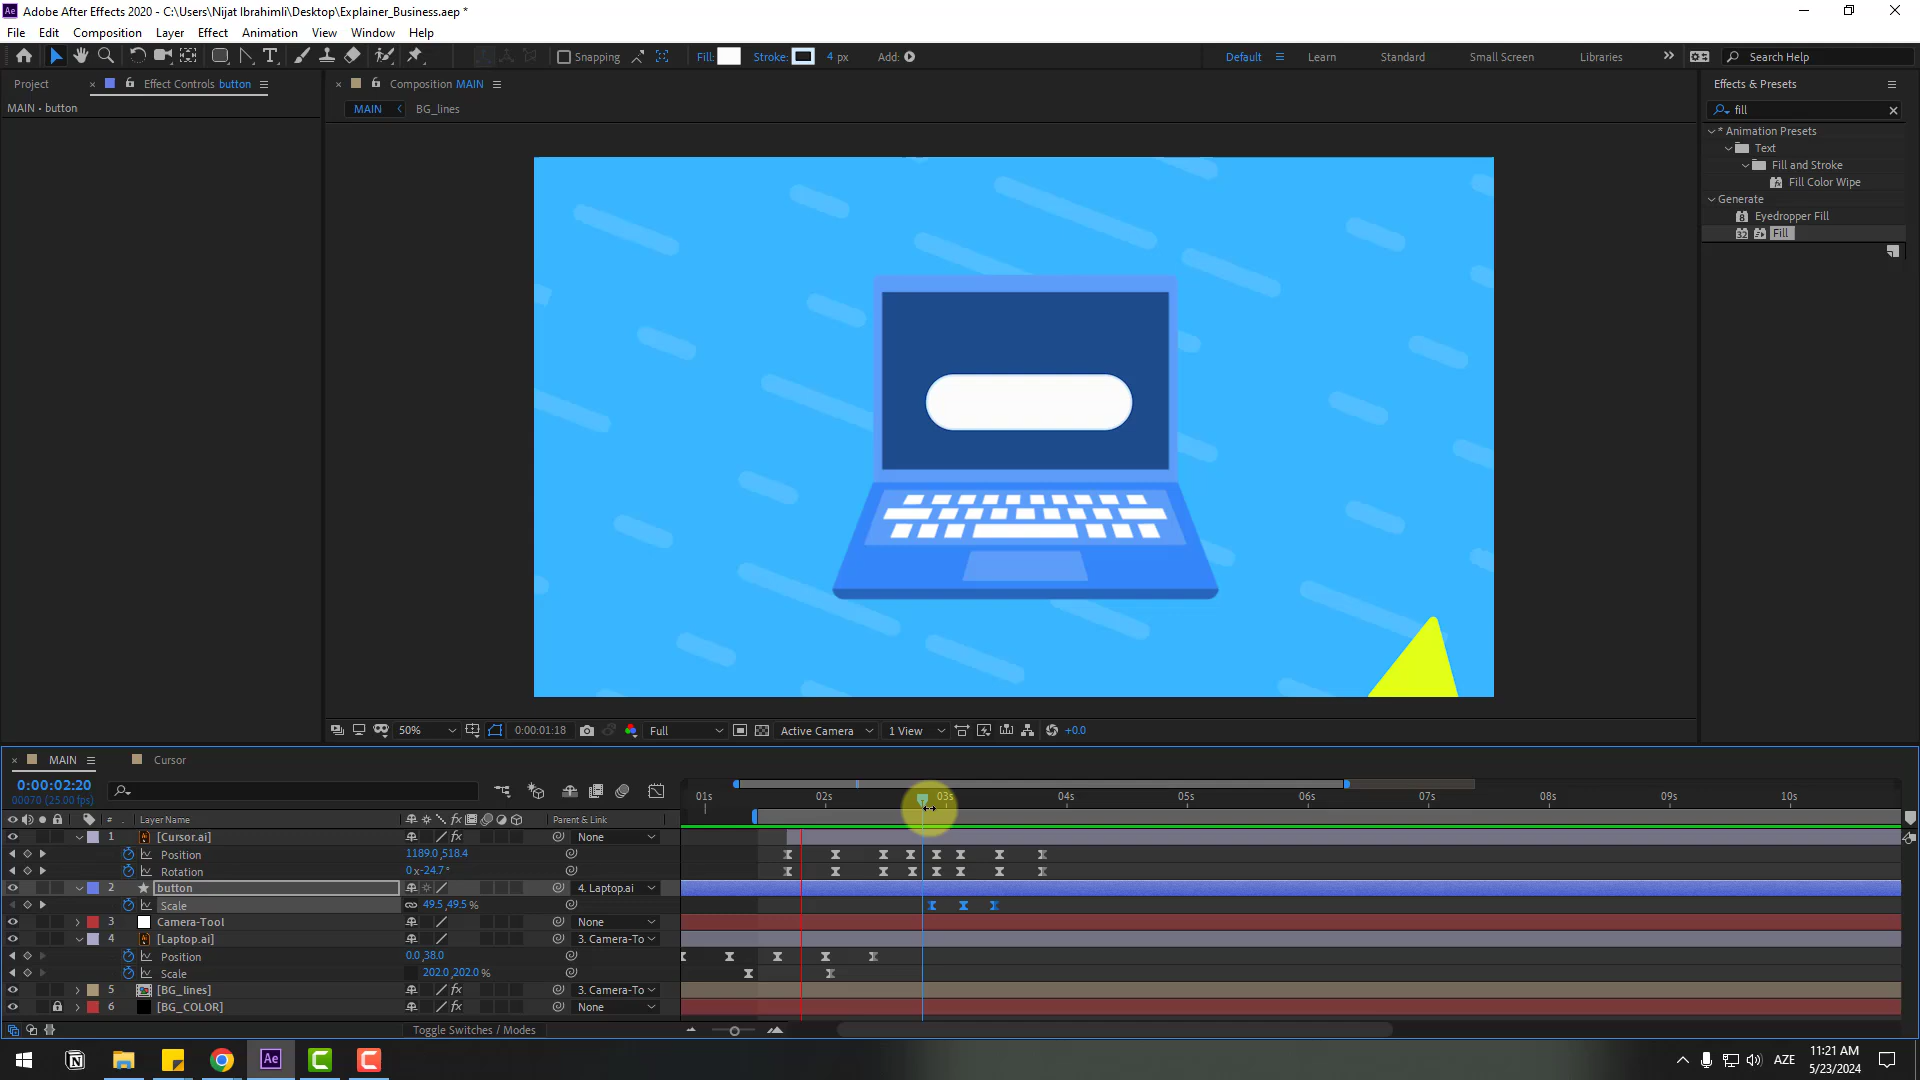 Adobe After Effects 2020 - C:\Users\Nijat Ibrahimli\Desktop\Explainer_Business.aep *
File Edit Composition Layer Effect Animation View Window Help
Snapping Fill: Stroke: 4 px Add: Default Learn Standard Small Screen Libraries Search Help
Project Effect Controls button Composition MAIN Effects & Presets
MAIN • button MAIN BG_lines fill
* Animation Presets
Text
Fill and Stroke
Fill Color Wipe
Generate
Eyedropper Fill
Fill
50% 0:00:01:18 Full Active Camera 1 View +0.0
MAIN Cursor
0:00:02:20
00070 (25.00 fps)
01s 02s 03s 04s 05s 06s 07s 08s 09s 10s
# Layer Name Parent & Link
1 [Cursor.ai] None
Position 1189.0,518.4
Rotation 0x-24.7°
2 button 4. Laptop.ai
Scale 49.5,49.5%
3 Camera-Tool None
4 [Laptop.ai] 3. Camera-To
Position 0.0,38.0
Scale 202.0,202.0%
5 [BG_lines] 3. Camera-To
6 [BG_COLOR] None
Toggle Switches / Modes
AZE 11:21 AM
5/23/2024